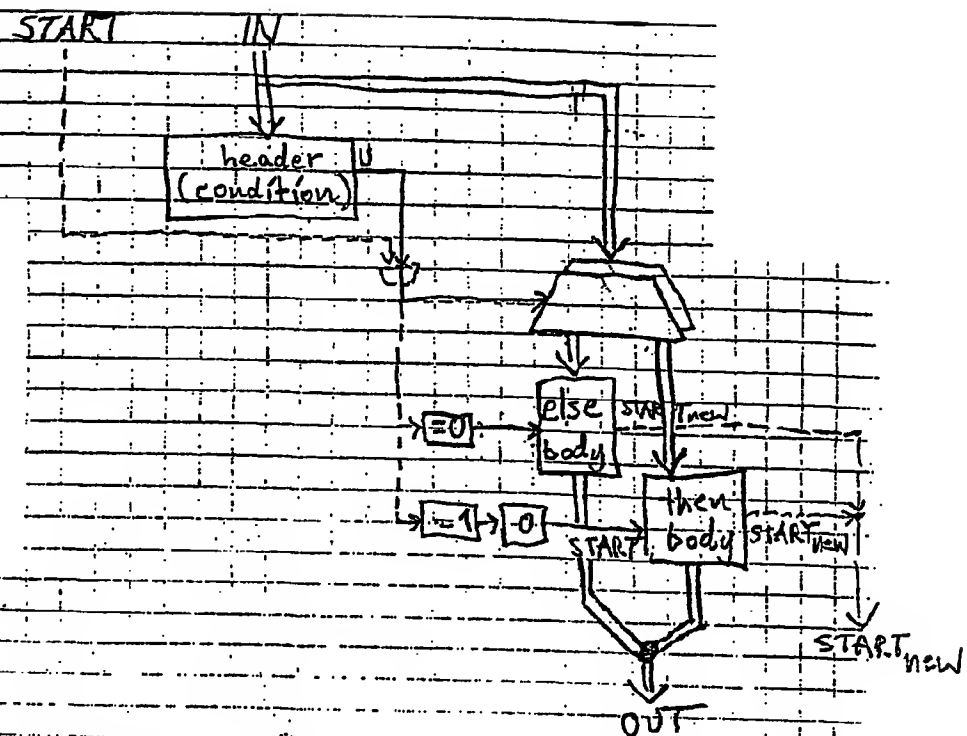 START IN
header U
(condition)
=0 else START new
body
=1 0 then
START body START new
START new
OUT